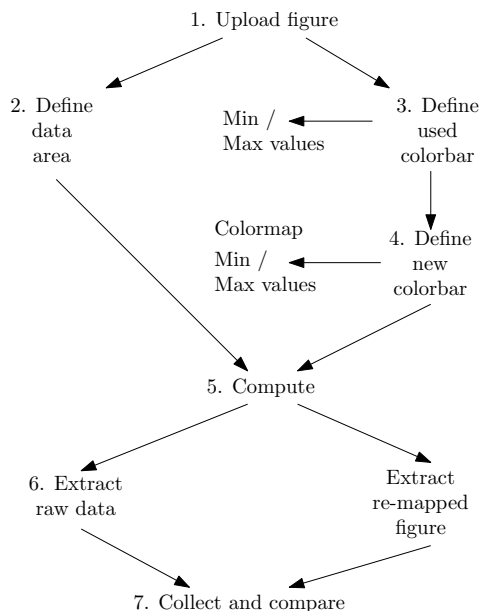 1. Upload figure
2. Define
data
area
Min /
Max values
3. Define
used
colorbar
Colormap
Min /
Max values
4. Define
new
colorbar
5. Compute
6. Extract
raw data
Extract
re-mapped
figure
7. Collect and compare